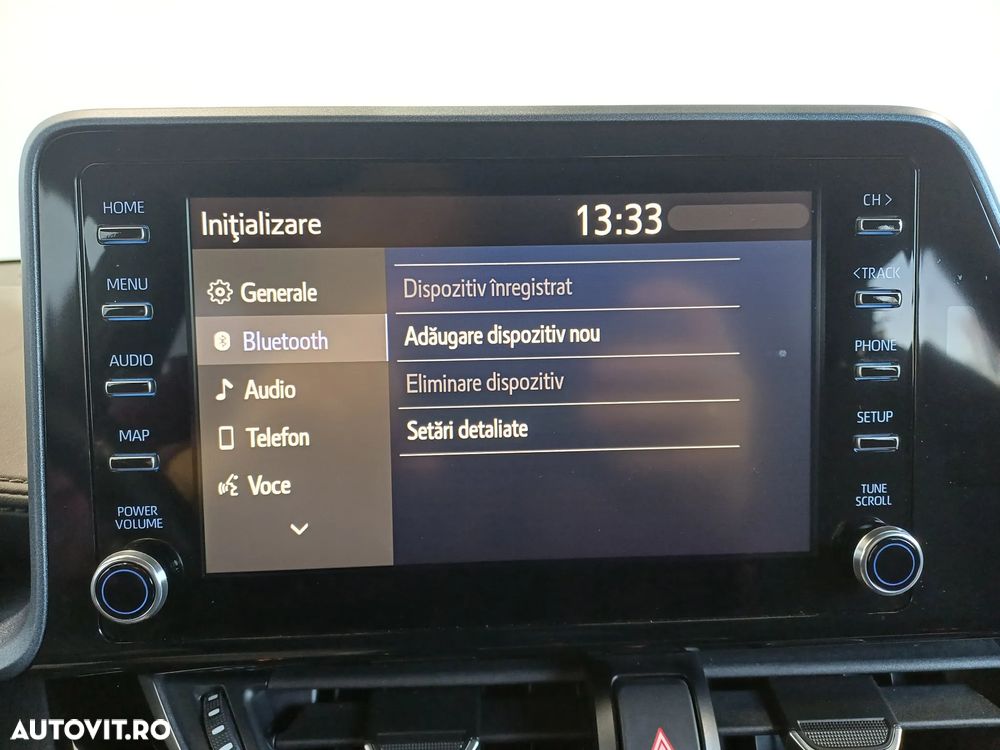 HOME
MENU
AUDIO
MAP
POWER
VOLUME
Iniţializare
13:33
Generale
Bluetooth
Audio
Telefon
Voce
Dispozitiv înregistrat
Adăugare dispozitiv nou
Eliminare dispozitiv
Setări detaliate
CH >
< TRACK
PHONE
SETUP
TUNE
SCROLL
AUTOVIT.RO